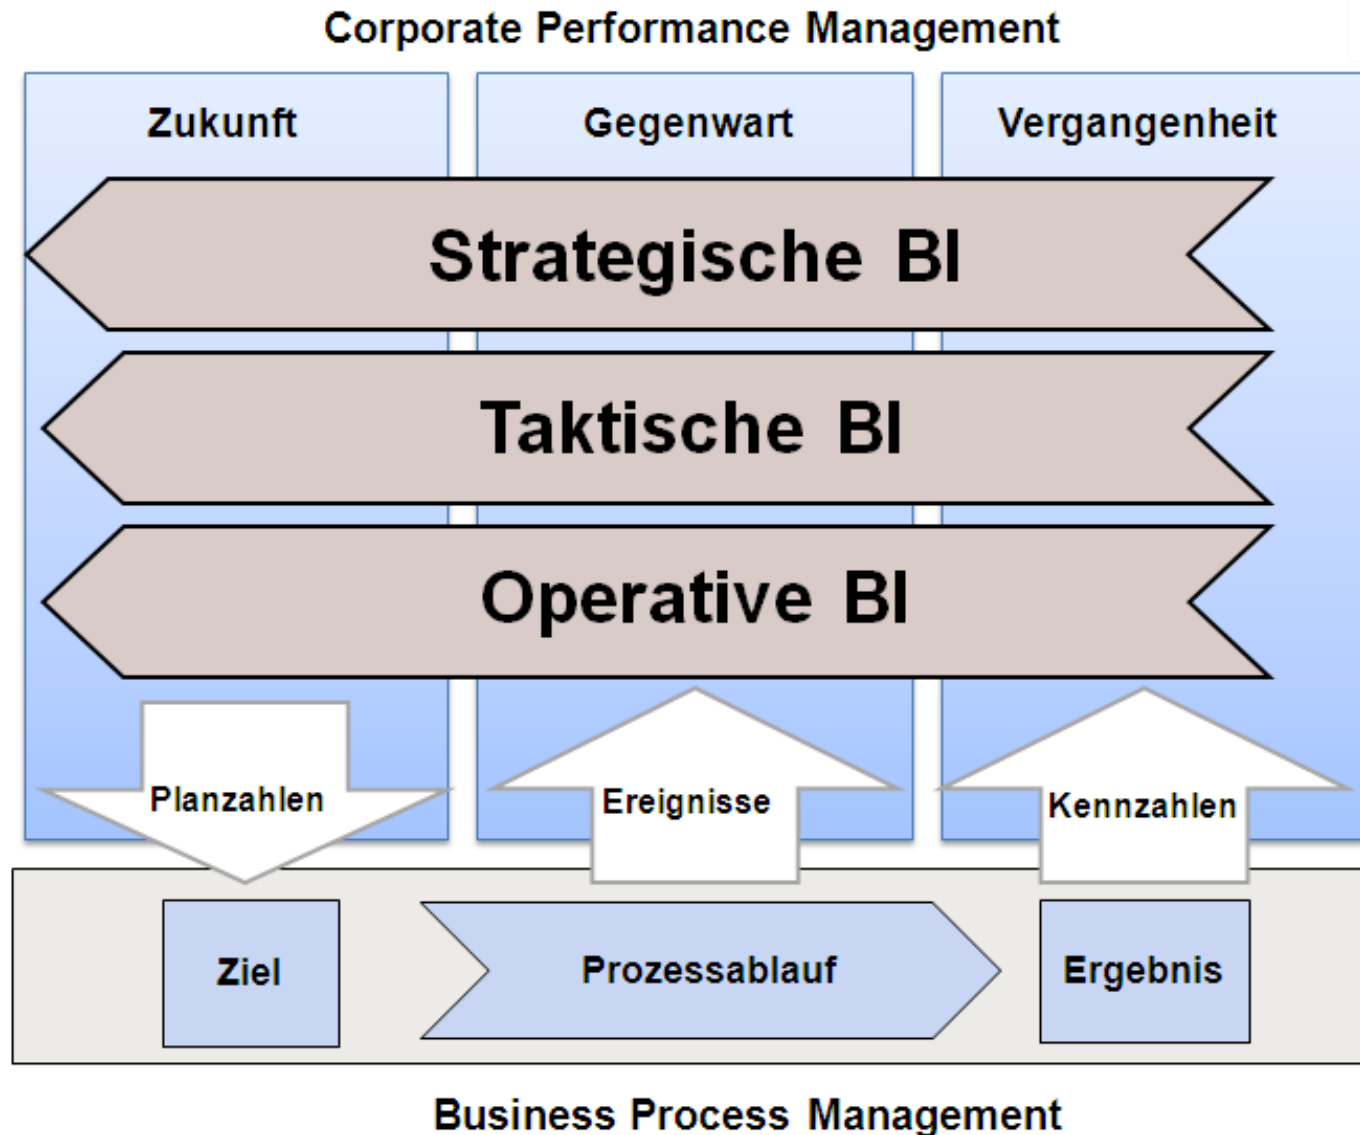 Corporate Performance Management
Zukunft
Gegenwart
Vergangenheit
Strategische BI
Taktische BI
Operative BI
Planzahlen
Ereignisse
Kennzahlen
Ziel
Prozessablauf
Ergebnis
Business Process Management